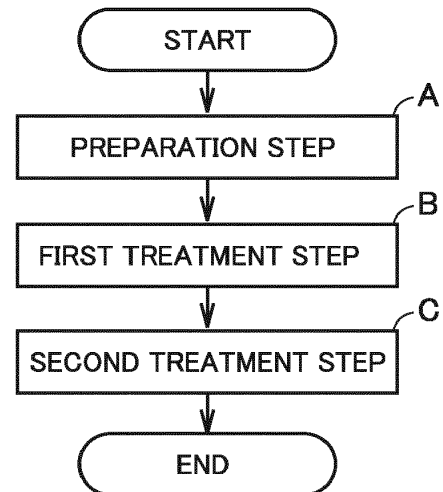 START
A
PREPARATION STEP
B
FIRST TREATMENT STEP
C
SECOND TREATMENT STEP
END